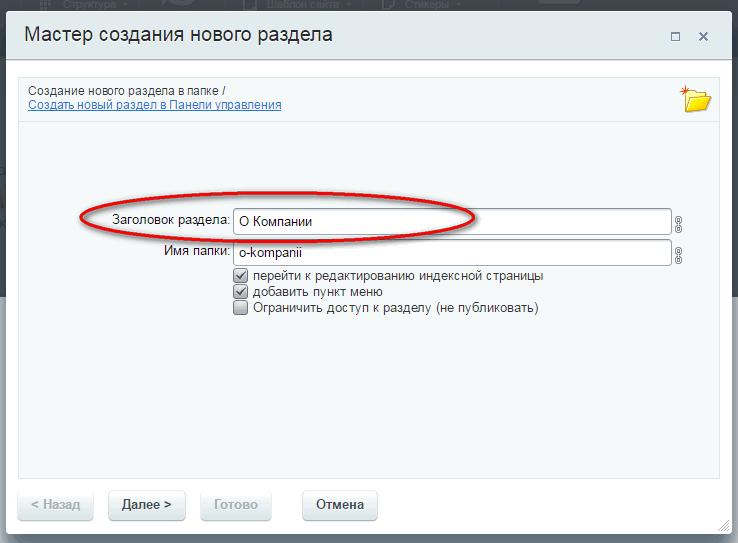 Структура Шаблон сайта Стикеры
Мастер создания нового раздела
Создание нового раздела в папке /
Создать новый раздел в Панели управления
Заголовок раздела: О Компании
Имя папки: o-kompanii
перейти к редактированию индексной страницы
добавить пункт меню
Ограничить доступ к разделу (не публиковать)
< Назад Далее > Готово Отмена